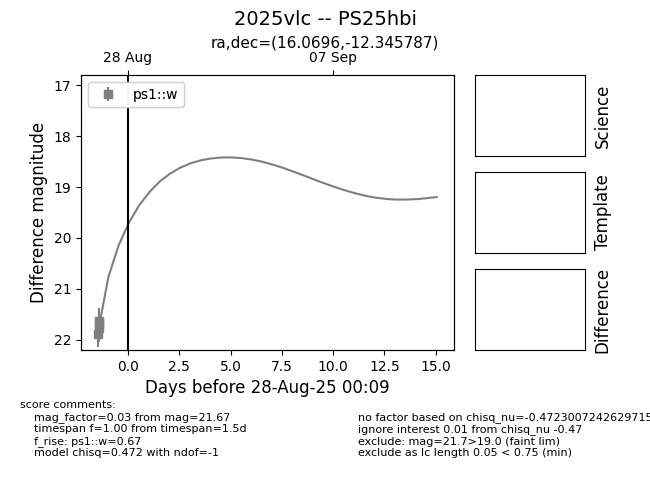 2025vlc -- PS25hbi
ra,dec=(16.0696,-12.345787)
28 Aug
07 Sep
ps1::w
17
18
19
20
21
22
Difference magnitude
0.0
2.5
5.0
7.5
10.0
12.5
15.0
Days before 28-Aug-25 00:09
Science
Template
Difference
score comments:
mag_factor=0.03 from mag=21.67
timespan f=1.00 from timespan=1.5d
f_rise: ps1::w=0.67
model chisq=0.472 with ndof=-1
no factor based on chisq_nu=-0.4723007242629715
ignore interest 0.01 from chisq_nu -0.47
exclude: mag=21.7>19.0 (faint lim)
exclude as lc length 0.05 < 0.75 (min)